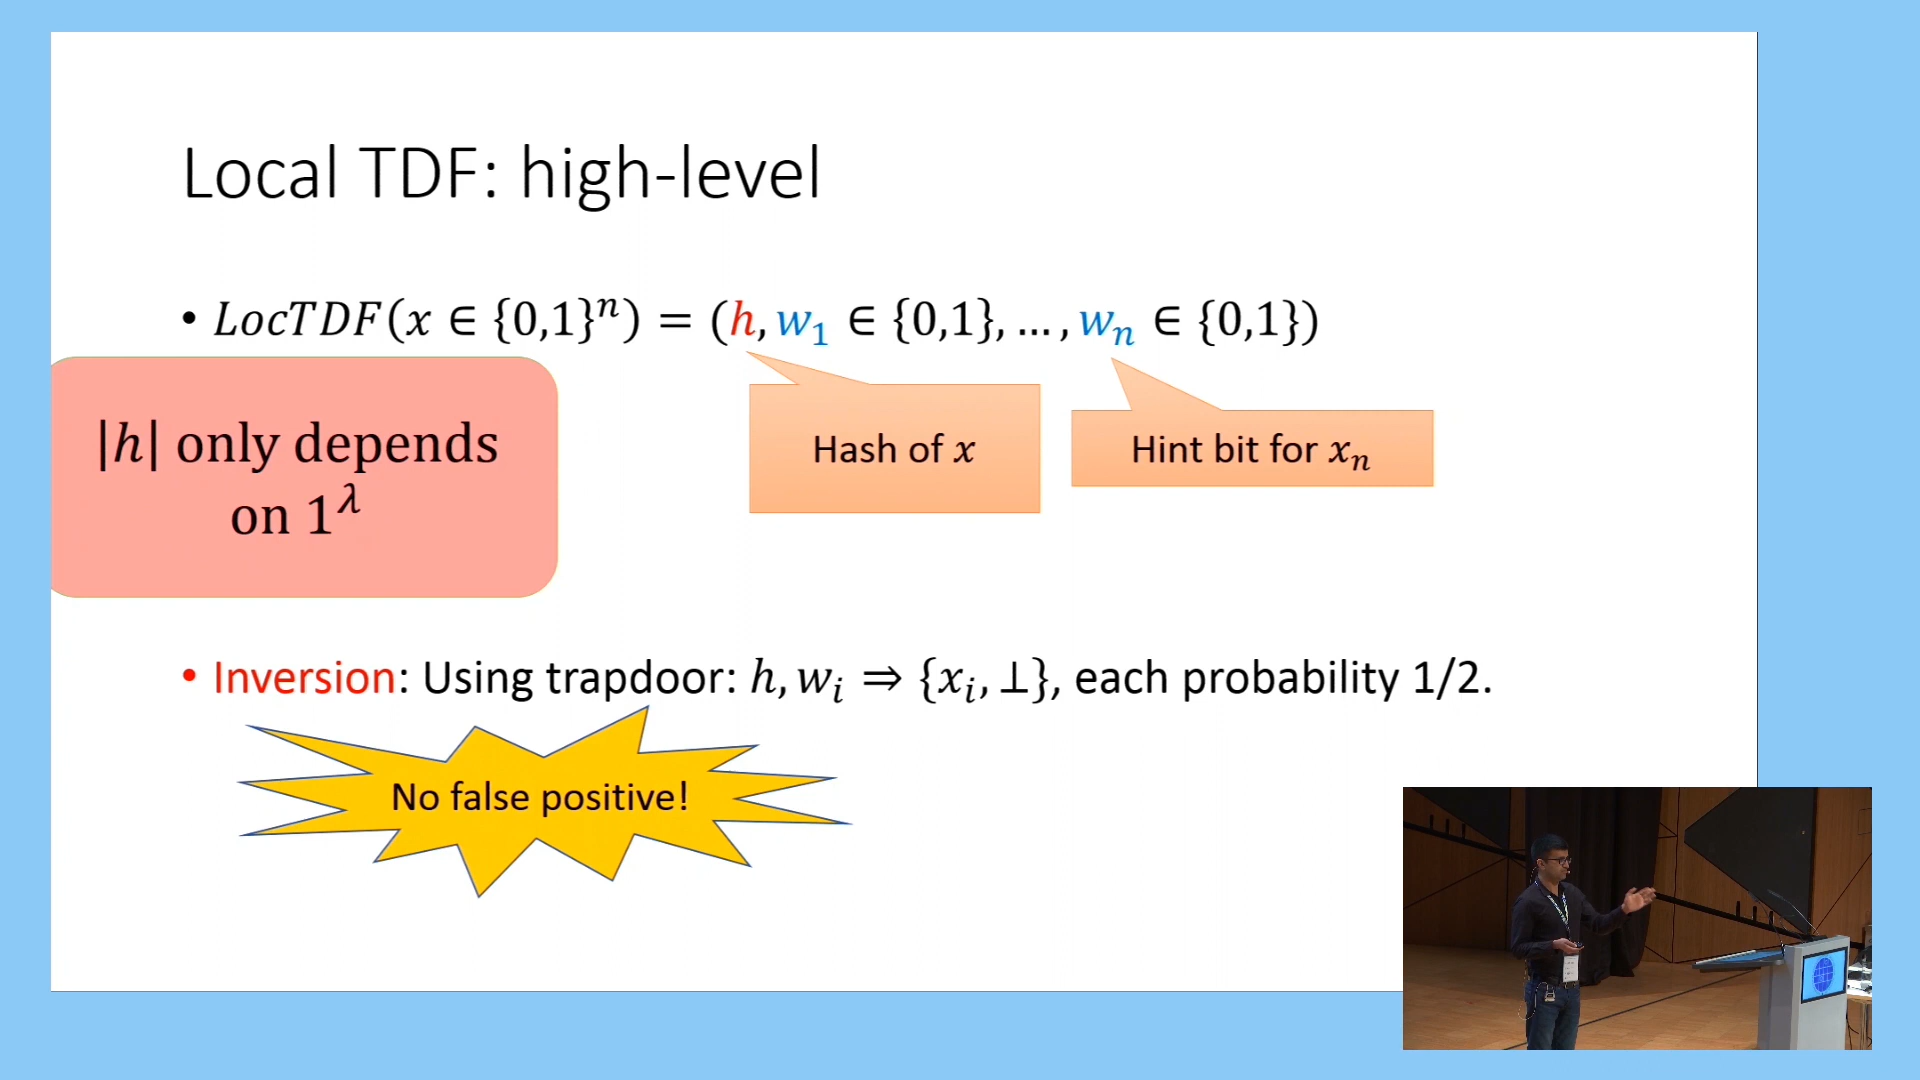 Local TDF: high-level
• LocTDF(x ∈ {0,1}ⁿ) = (h, w₁ ∈ {0,1}, … , wₙ ∈ {0,1})
|h| only depends
on 1^λ
Hash of x
Hint bit for xₙ
• Inversion: Using trapdoor: h, wᵢ ⇒ {xᵢ, ⊥}, each probability 1/2.
No false positive!